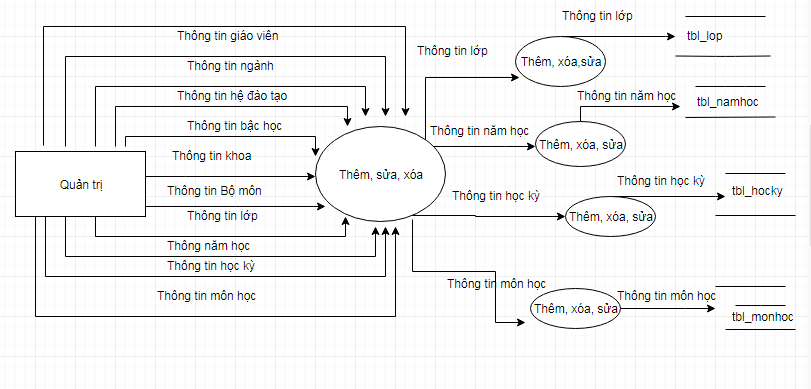 Thông tin giáo viên
Thông tin ngành
Thông tin hệ đảo tạo
Thông tin bậc học
Thông tin khoa
Quản trị
Thông tin Bộ môn
Thông tin lớp
Thông tin năm học
Thông tin học kỳ
Thông tin môn học
Thêm, sửa, xóa
Thông tin lớp
Thêm, xóa,sửa
Thông tin lớp
tbl_lop
Thông tin năm học
Thêm, xóa, sửa
Thông tin năm học
tbl_namhoc
Thông tin học kỳ
Thêm, xóa, sửa
Thông tin học kỳ
tbl_hocky
Thông tin môn học
Thêm, xóa, sửa
Thông tin môn học
tbl_monhoc